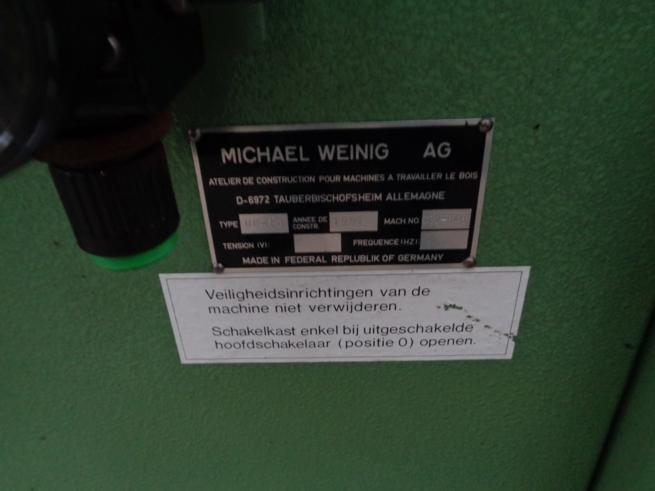 MICHAEL WEINIG AG
ATELIER DE CONSTRUCTION POUR MACHINES A TRAVAILLER LE BOIS
D-6972 TAUBERBISCHOFSHEIM ALLEMAGNE
TYPE ANNEE DE CONSTR. MACH. NO.
TENSION (V): FREQUENCE (HZ):
MADE IN FEDERAL REPLUBLIK OF GERMANY
Veiligheidsinrichtingen van de
machine niet verwijderen.
Schakelkast enkel bij uitgeschakelde
hoofdschakelaar (positie 0) openen.